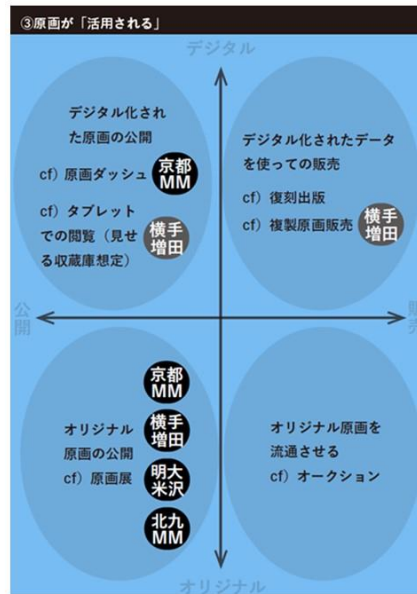 ③原画が「活用される」
デジタル
デジタル化され
た原画の公開
cf）原画ダッシュ
京都
MM
cf）タブレット
での閲覧（見せ
る収蔵庫想定）
横手
増田
デジタル化されたデータ
を使っての販売
cf）復刻出版
cf）複製原画販売
横手
増田
公開
販売
オリジナル
原画の公開
cf）原画展
京都
MM
横手
増田
明大
米沢
北九
MM
オリジナル原画を
流通させる
cf）オークション
オリジナル